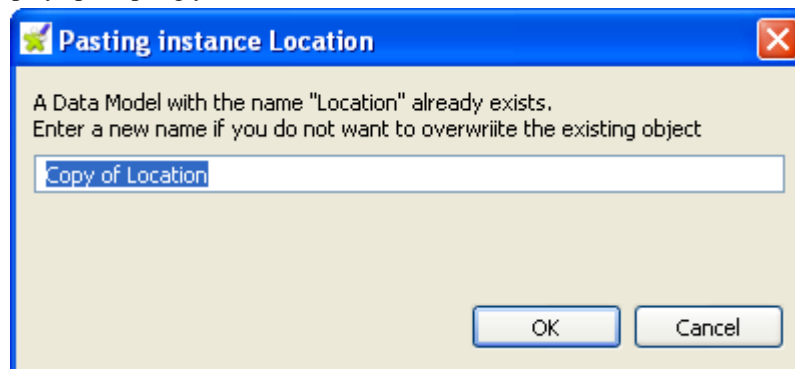 Pasting instance Location
A Data Model with the name "Location" already exists.
Enter a new name if you do not want to overwriite the existing object
Copy of Location
OK
Cancel